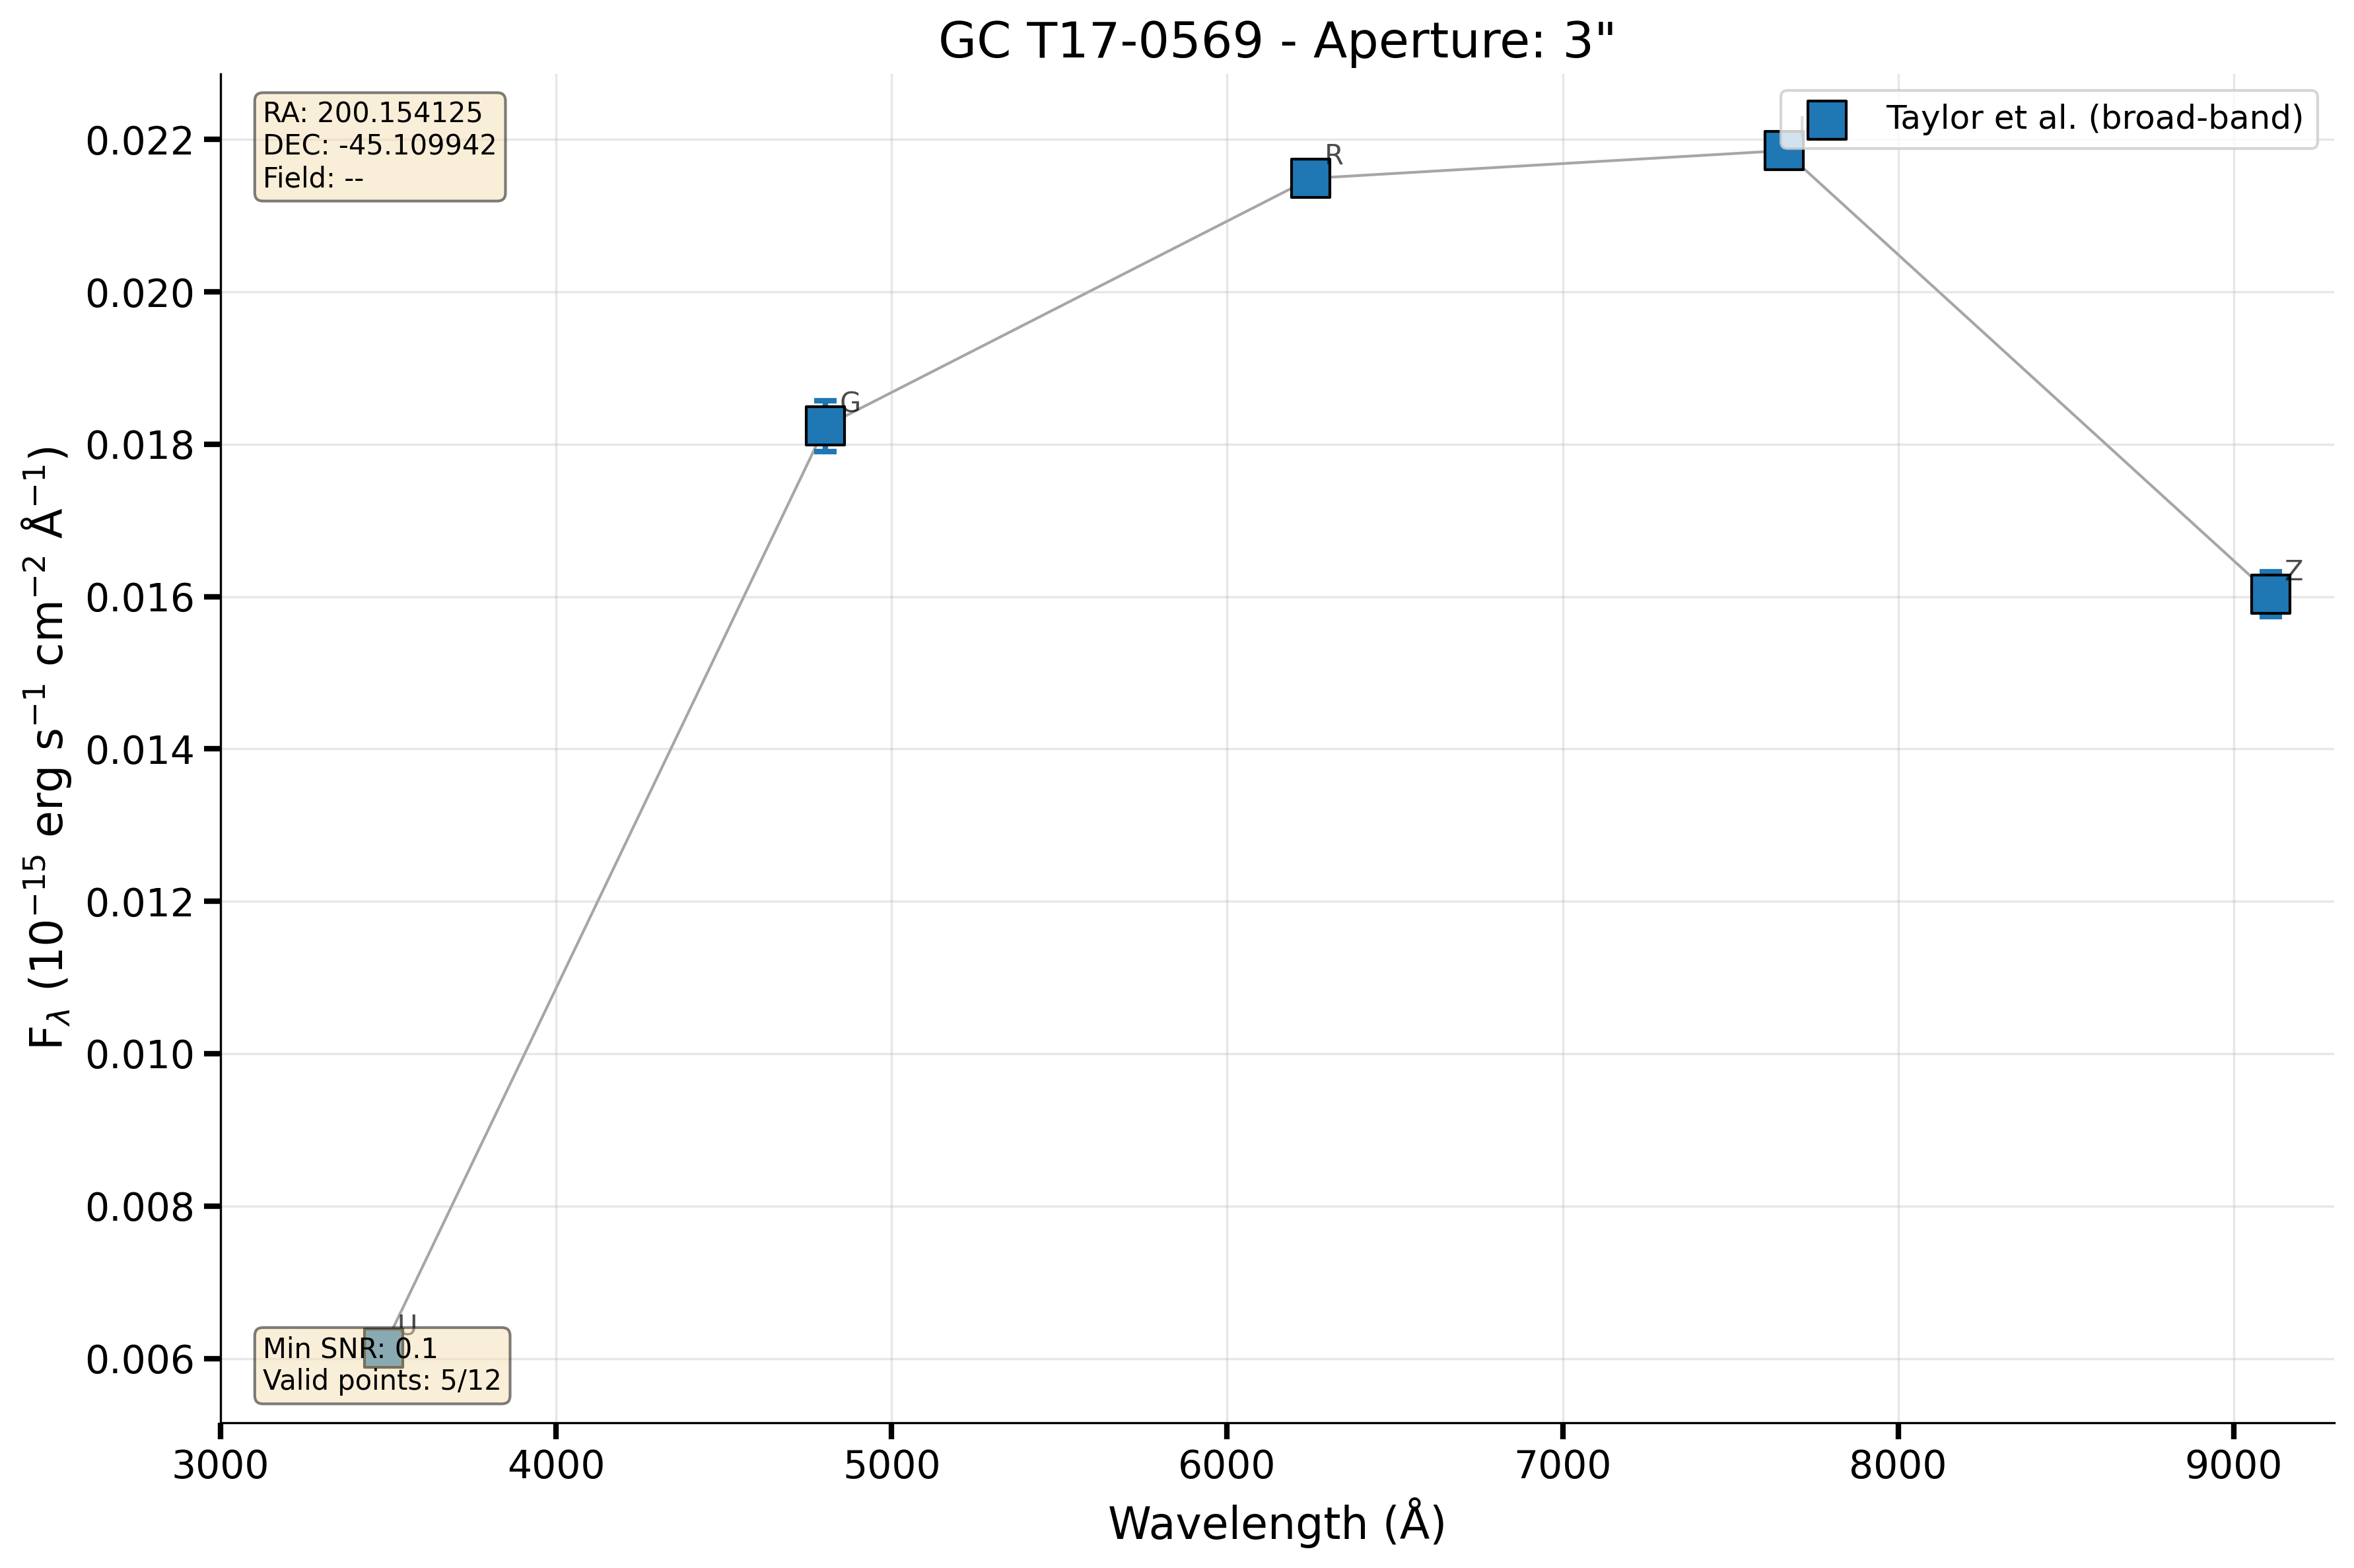 GC T17-0569 - Aperture: 3"
RA: 200.154125
DEC: -45.109942
Field: --
Taylor et al. (broad-band)
R
G
Z
U
Min SNR: 0.1
Valid points: 5/12
0.022
0.020
0.018
0.016
0.014
0.012
0.010
0.008
0.006
F_λ (10⁻¹⁵ erg s⁻¹ cm⁻² Å⁻¹)
3000 4000 5000 6000 7000 8000 9000
Wavelength (Å)